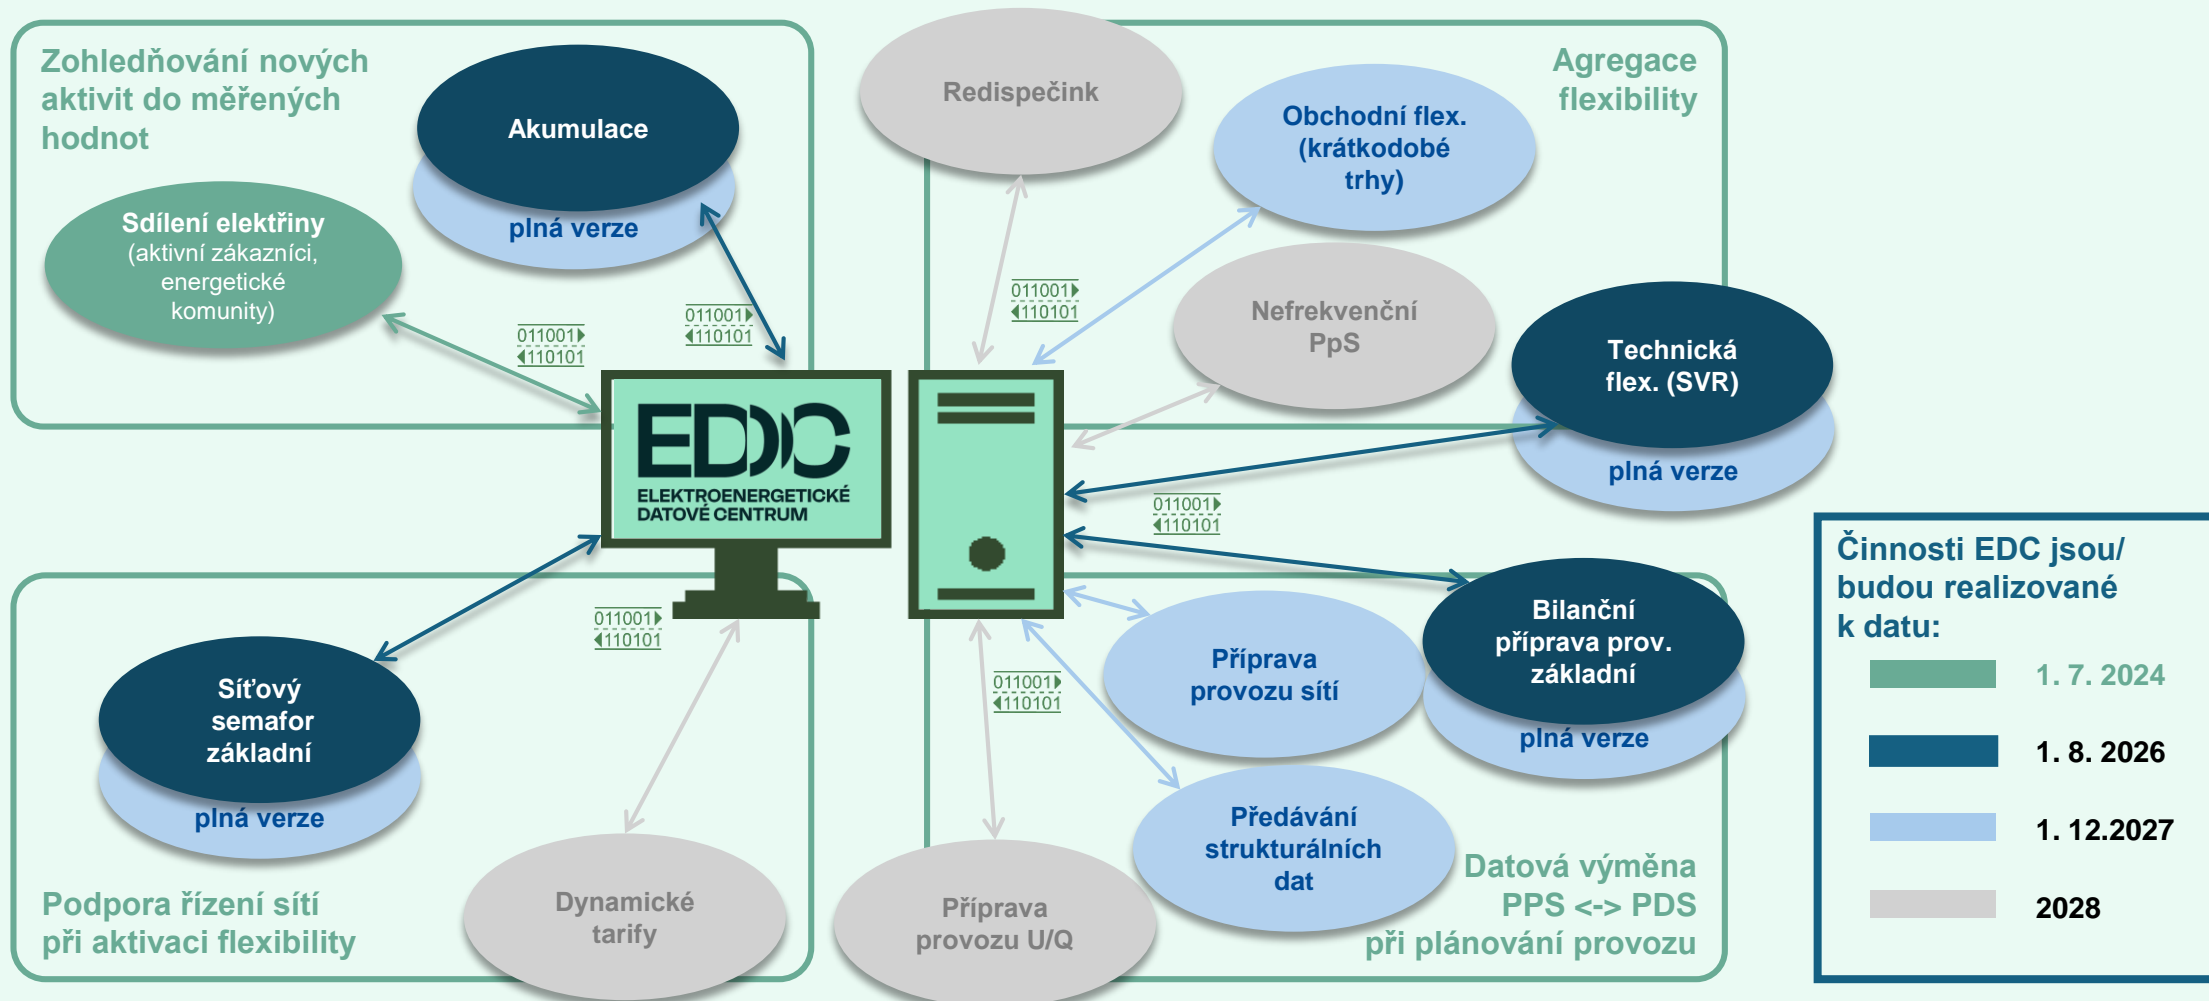 Zohledňování nových
aktivit do měřených
hodnot
Akumulace
plná verze
Sdílení elektřiny
(aktivní zákazníci,
energetické
komunity)
011001
110101
011001
110101
Redispečink
Agregace
flexibility
Obchodní flex.
(krátkodobé
trhy)
011001
110101
Nefrekvenční
PpS
Technická
flex. (SVR)
plná verze
EDC
ELEKTROENERGETICKÉ
DATOVÉ CENTRUM
011001
110101
Síťový
semafor
základní
plná verze
011001
110101
Dynamické
tarify
Podpora řízení sítí
při aktivaci flexibility
011001
110101
Příprava
provozu sítí
Bilanční
příprava prov.
základní
plná verze
Předávání
strukturálních
dat
Příprava
provozu U/Q
Datová výměna
PPS <-> PDS
při plánování provozu
Činnosti EDC jsou/
budou realizované
k datu:
1. 7. 2024
1. 8. 2026
1. 12.2027
2028